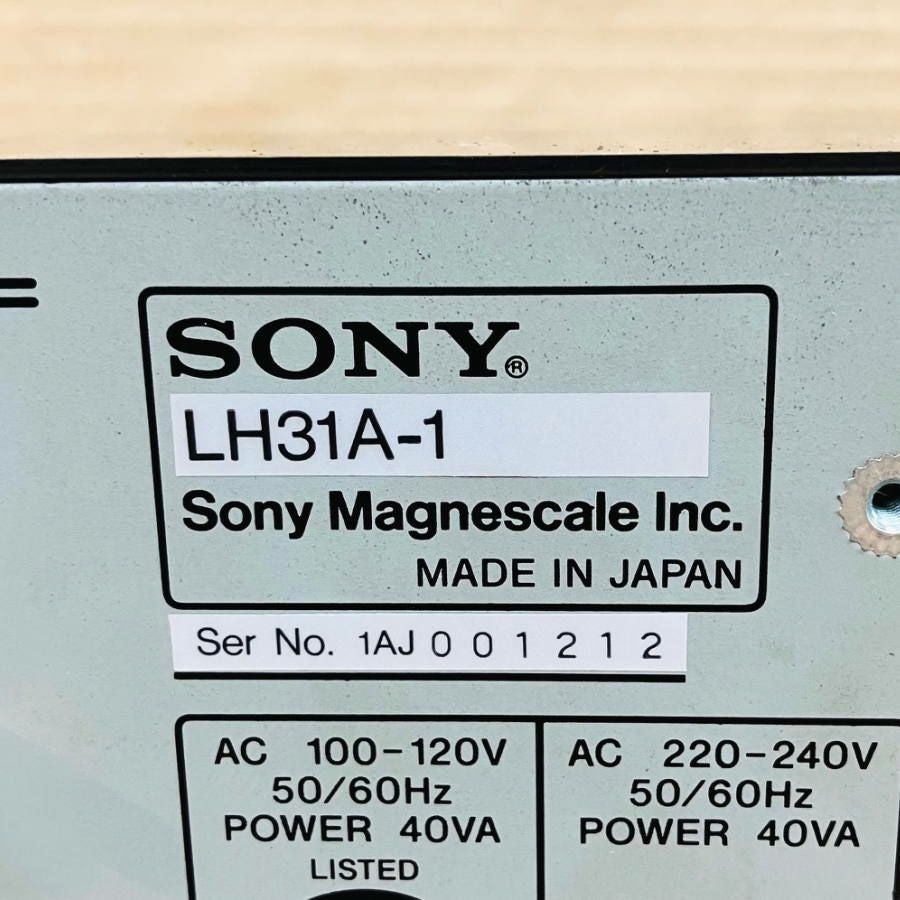 SONY®
LH31A-1
Sony Magnescale Inc.
MADE IN JAPAN
Ser No. 1AJ 0 0 1 2 1 2
AC 100-120V
50/60Hz
POWER 40VA
LISTED
AC 220-240V
50/60Hz
POWER 40VA